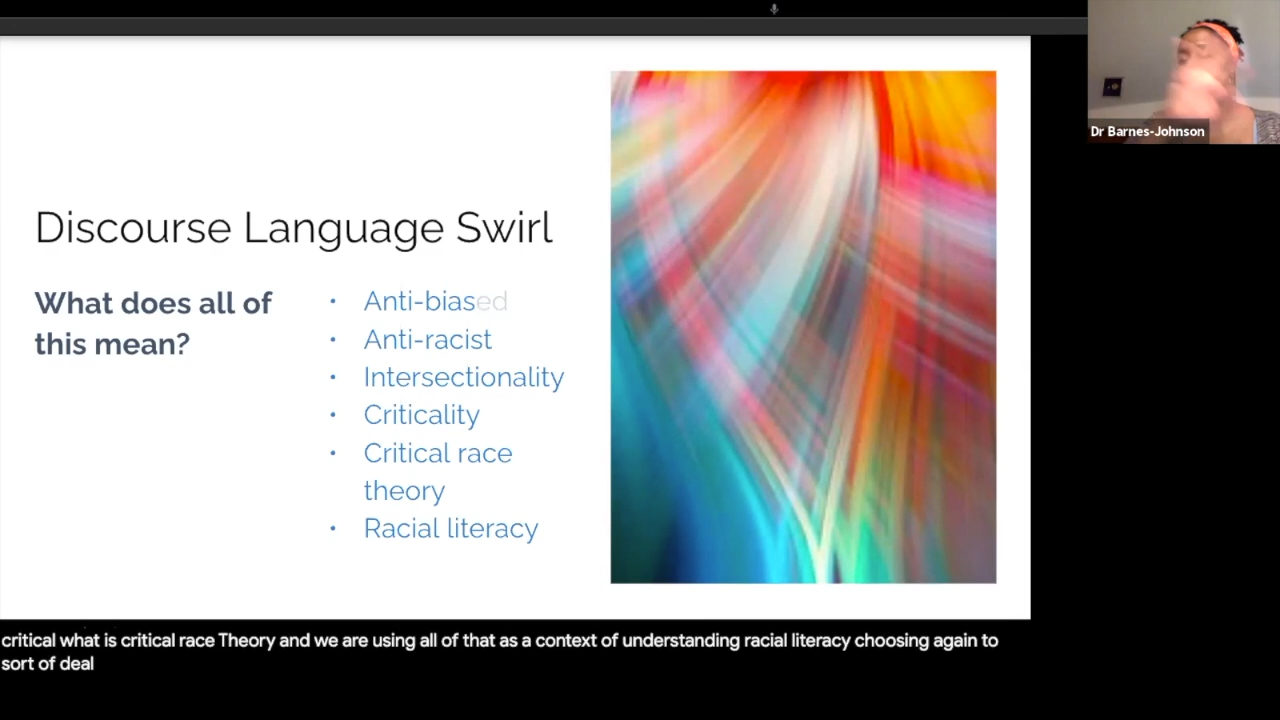 Dr Barnes-Johnson
Discourse Language Swirl
What does all of
this mean?
• Anti-biased
• Anti-racist
• Intersectionality
• Criticality
• Critical race
theory
• Racial literacy
critical what is critical race Theory and we are using all of that as a context of understanding racial literacy choosing again to
sort of deal